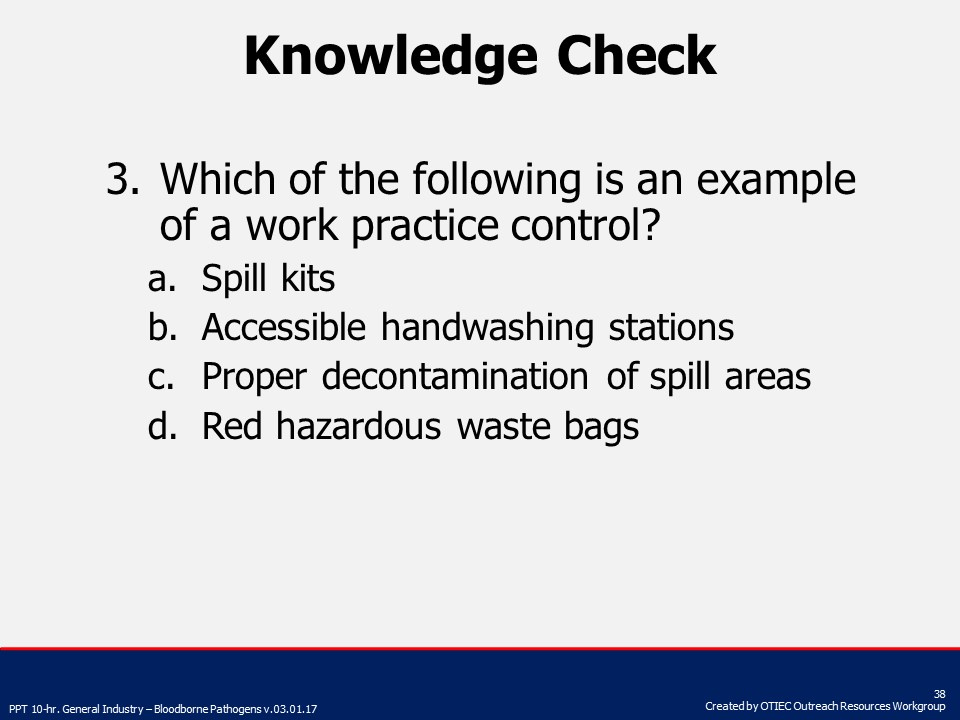 Knowledge Check
3. Which of the following is an example
of a work practice control?
a. Spill kits
b. Accessible handwashing stations
c. Proper decontamination of spill areas
d. Red hazardous waste bags
38
PPT 10-hr. General Industry – Bloodborne Pathogens v.03.01.17
Created by OTIEC Outreach Resources Workgroup